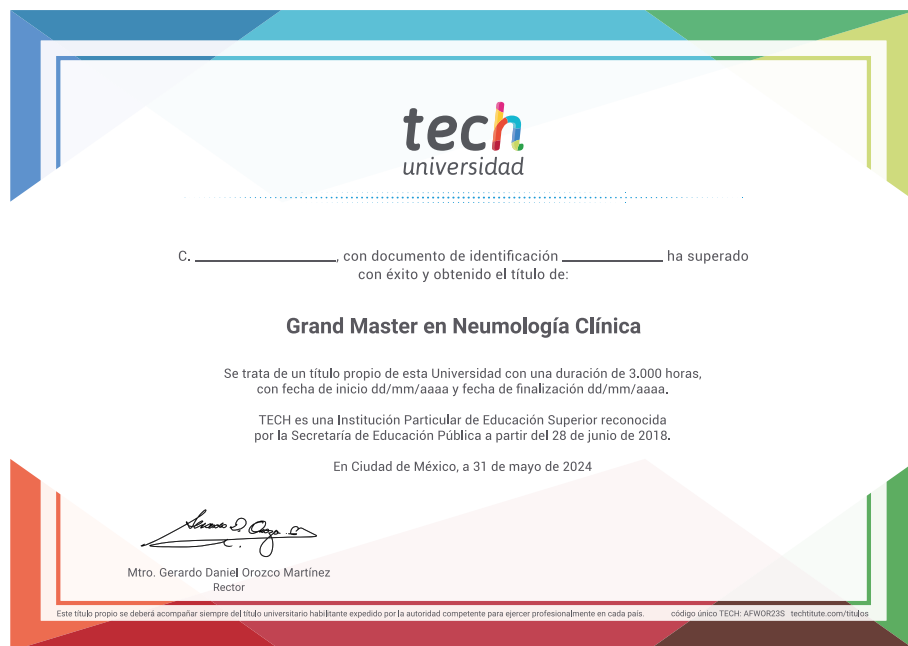 tech
universidad
C. ____________, con documento de identificación ____________ ha superado
con éxito y obtenido el título de:
Grand Master en Neumología Clínica
Se trata de un título propio de esta Universidad con una duración de 3.000 horas,
con fecha de inicio dd/mm/aaaa y fecha de finalización dd/mm/aaaa.
TECH es una Institución Particular de Educación Superior reconocida
por la Secretaría de Educación Pública a partir del 28 de junio de 2018.
En Ciudad de México, a 31 de mayo de 2024
Mtro. Gerardo Daniel Orozco Martínez
Rector
Este título propio se deberá acompañar siempre del título universitario habilitante expedido por la autoridad competente para ejercer profesionalmente en cada país. código único TECH: AFWOR23S techtitute.com/titulos